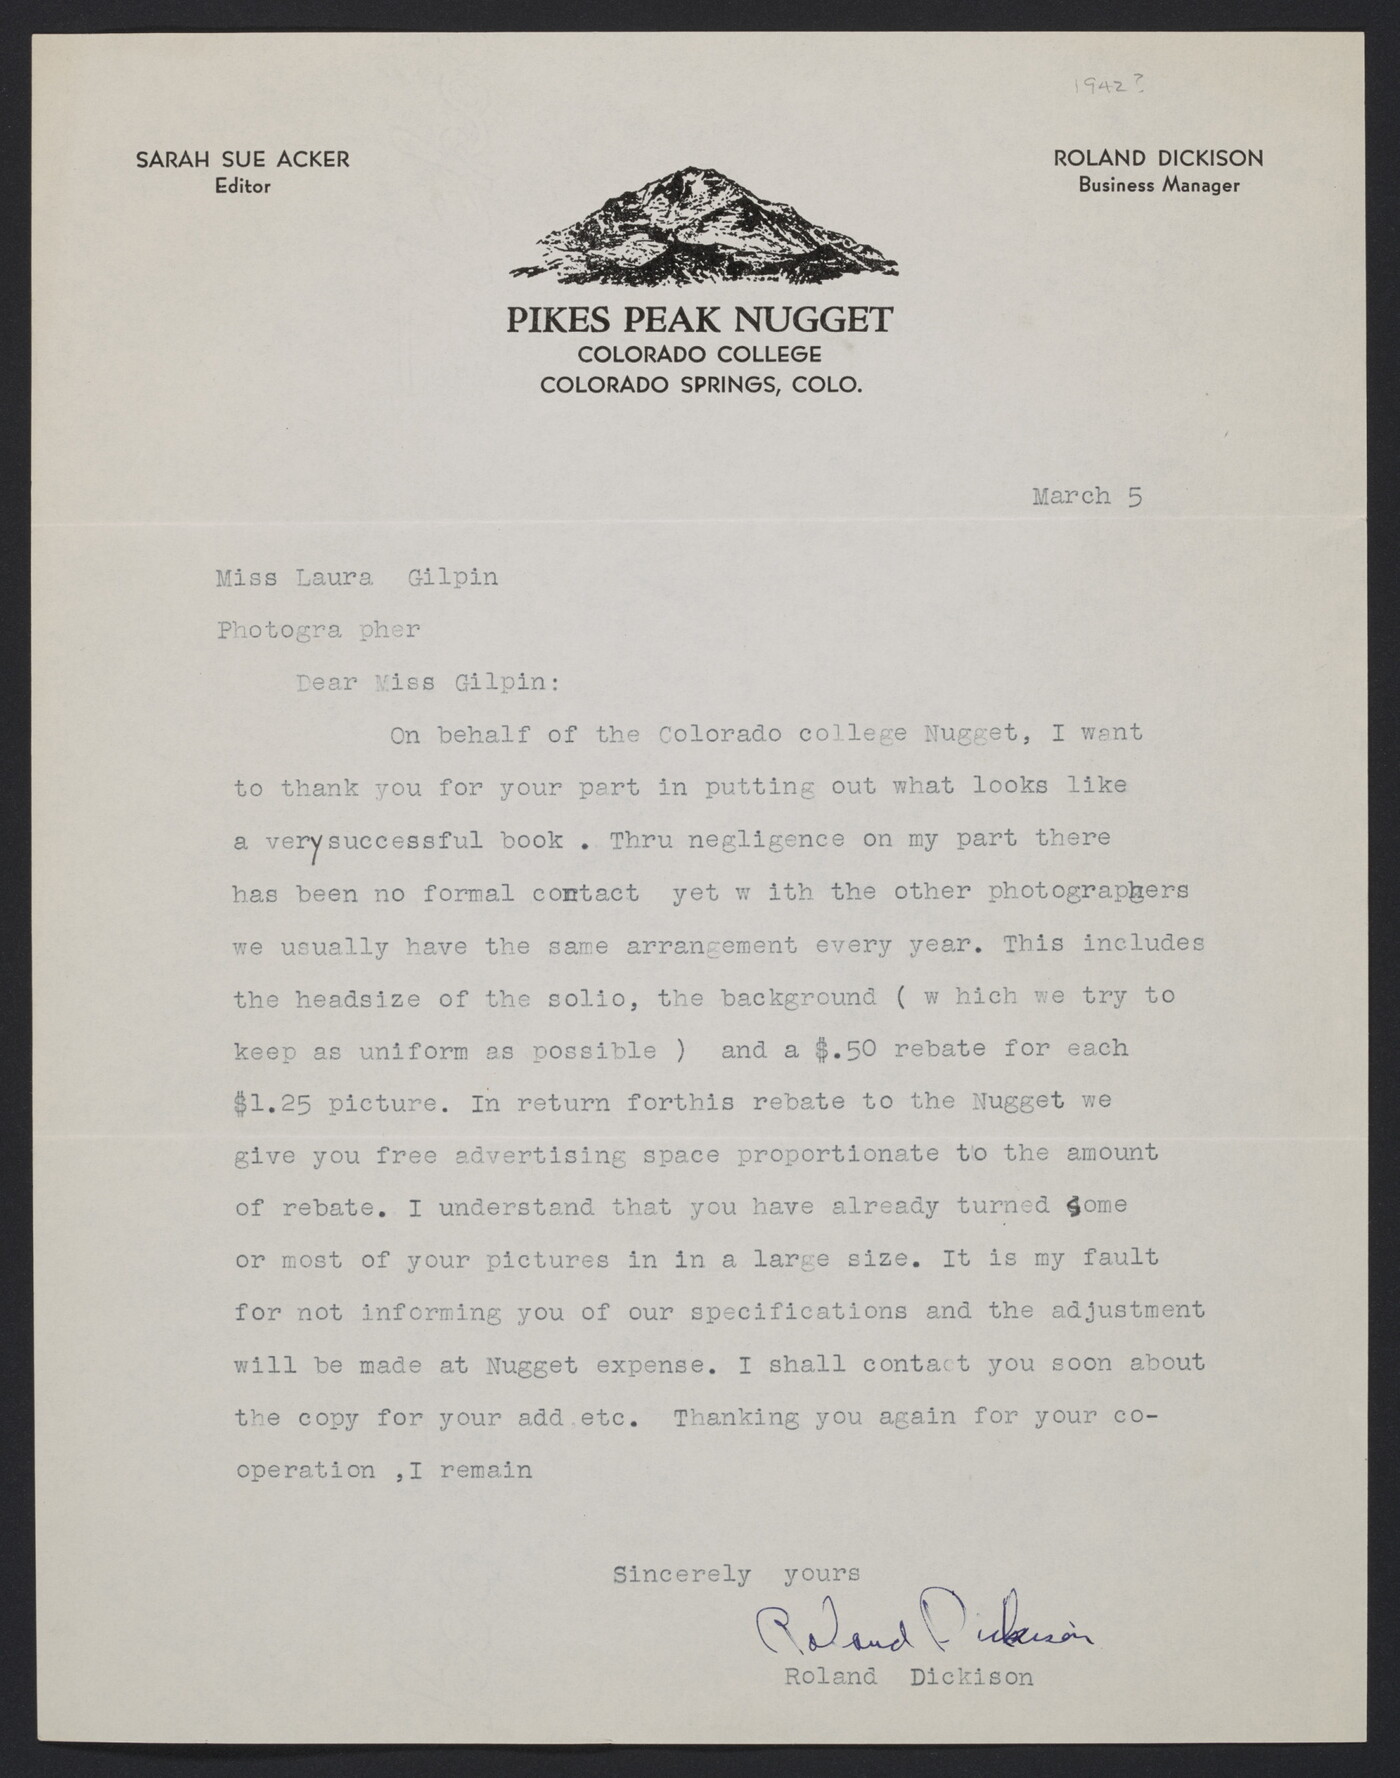 1942?
SARAH SUE ACKER
Editor
ROLAND DICKISON
Business Manager
PIKES PEAK NUGGET
COLORADO COLLEGE
COLORADO SPRINGS, COLO.
March 5
Miss Laura  Gilpin
Photogra pher
Dear Miss Gilpin:
On behalf of the Colorado college Nugget, I want
to thank you for your part in putting out what looks like
a very successful book . Thru negligence on my part there
has been no formal contact  yet w ith the other photographers
we usually have the same arrangement every year. This includes
the headsize of the solio, the background ( w hich we try to
keep as uniform as possible )  and a $.50 rebate for each
$1.25 picture. In return forthis rebate to the Nugget we
give you free advertising space proportionate to the amount
of rebate. I understand that you have already turned some
or most of your pictures in in a large size. It is my fault
for not informing you of our specifications and the adjustment
will be made at Nugget expense. I shall contact you soon about
the copy for your add.etc.  Thanking you again for your co-
operation ,I remain
Sincerely  yours
Roland Dickison
Roland  Dickison